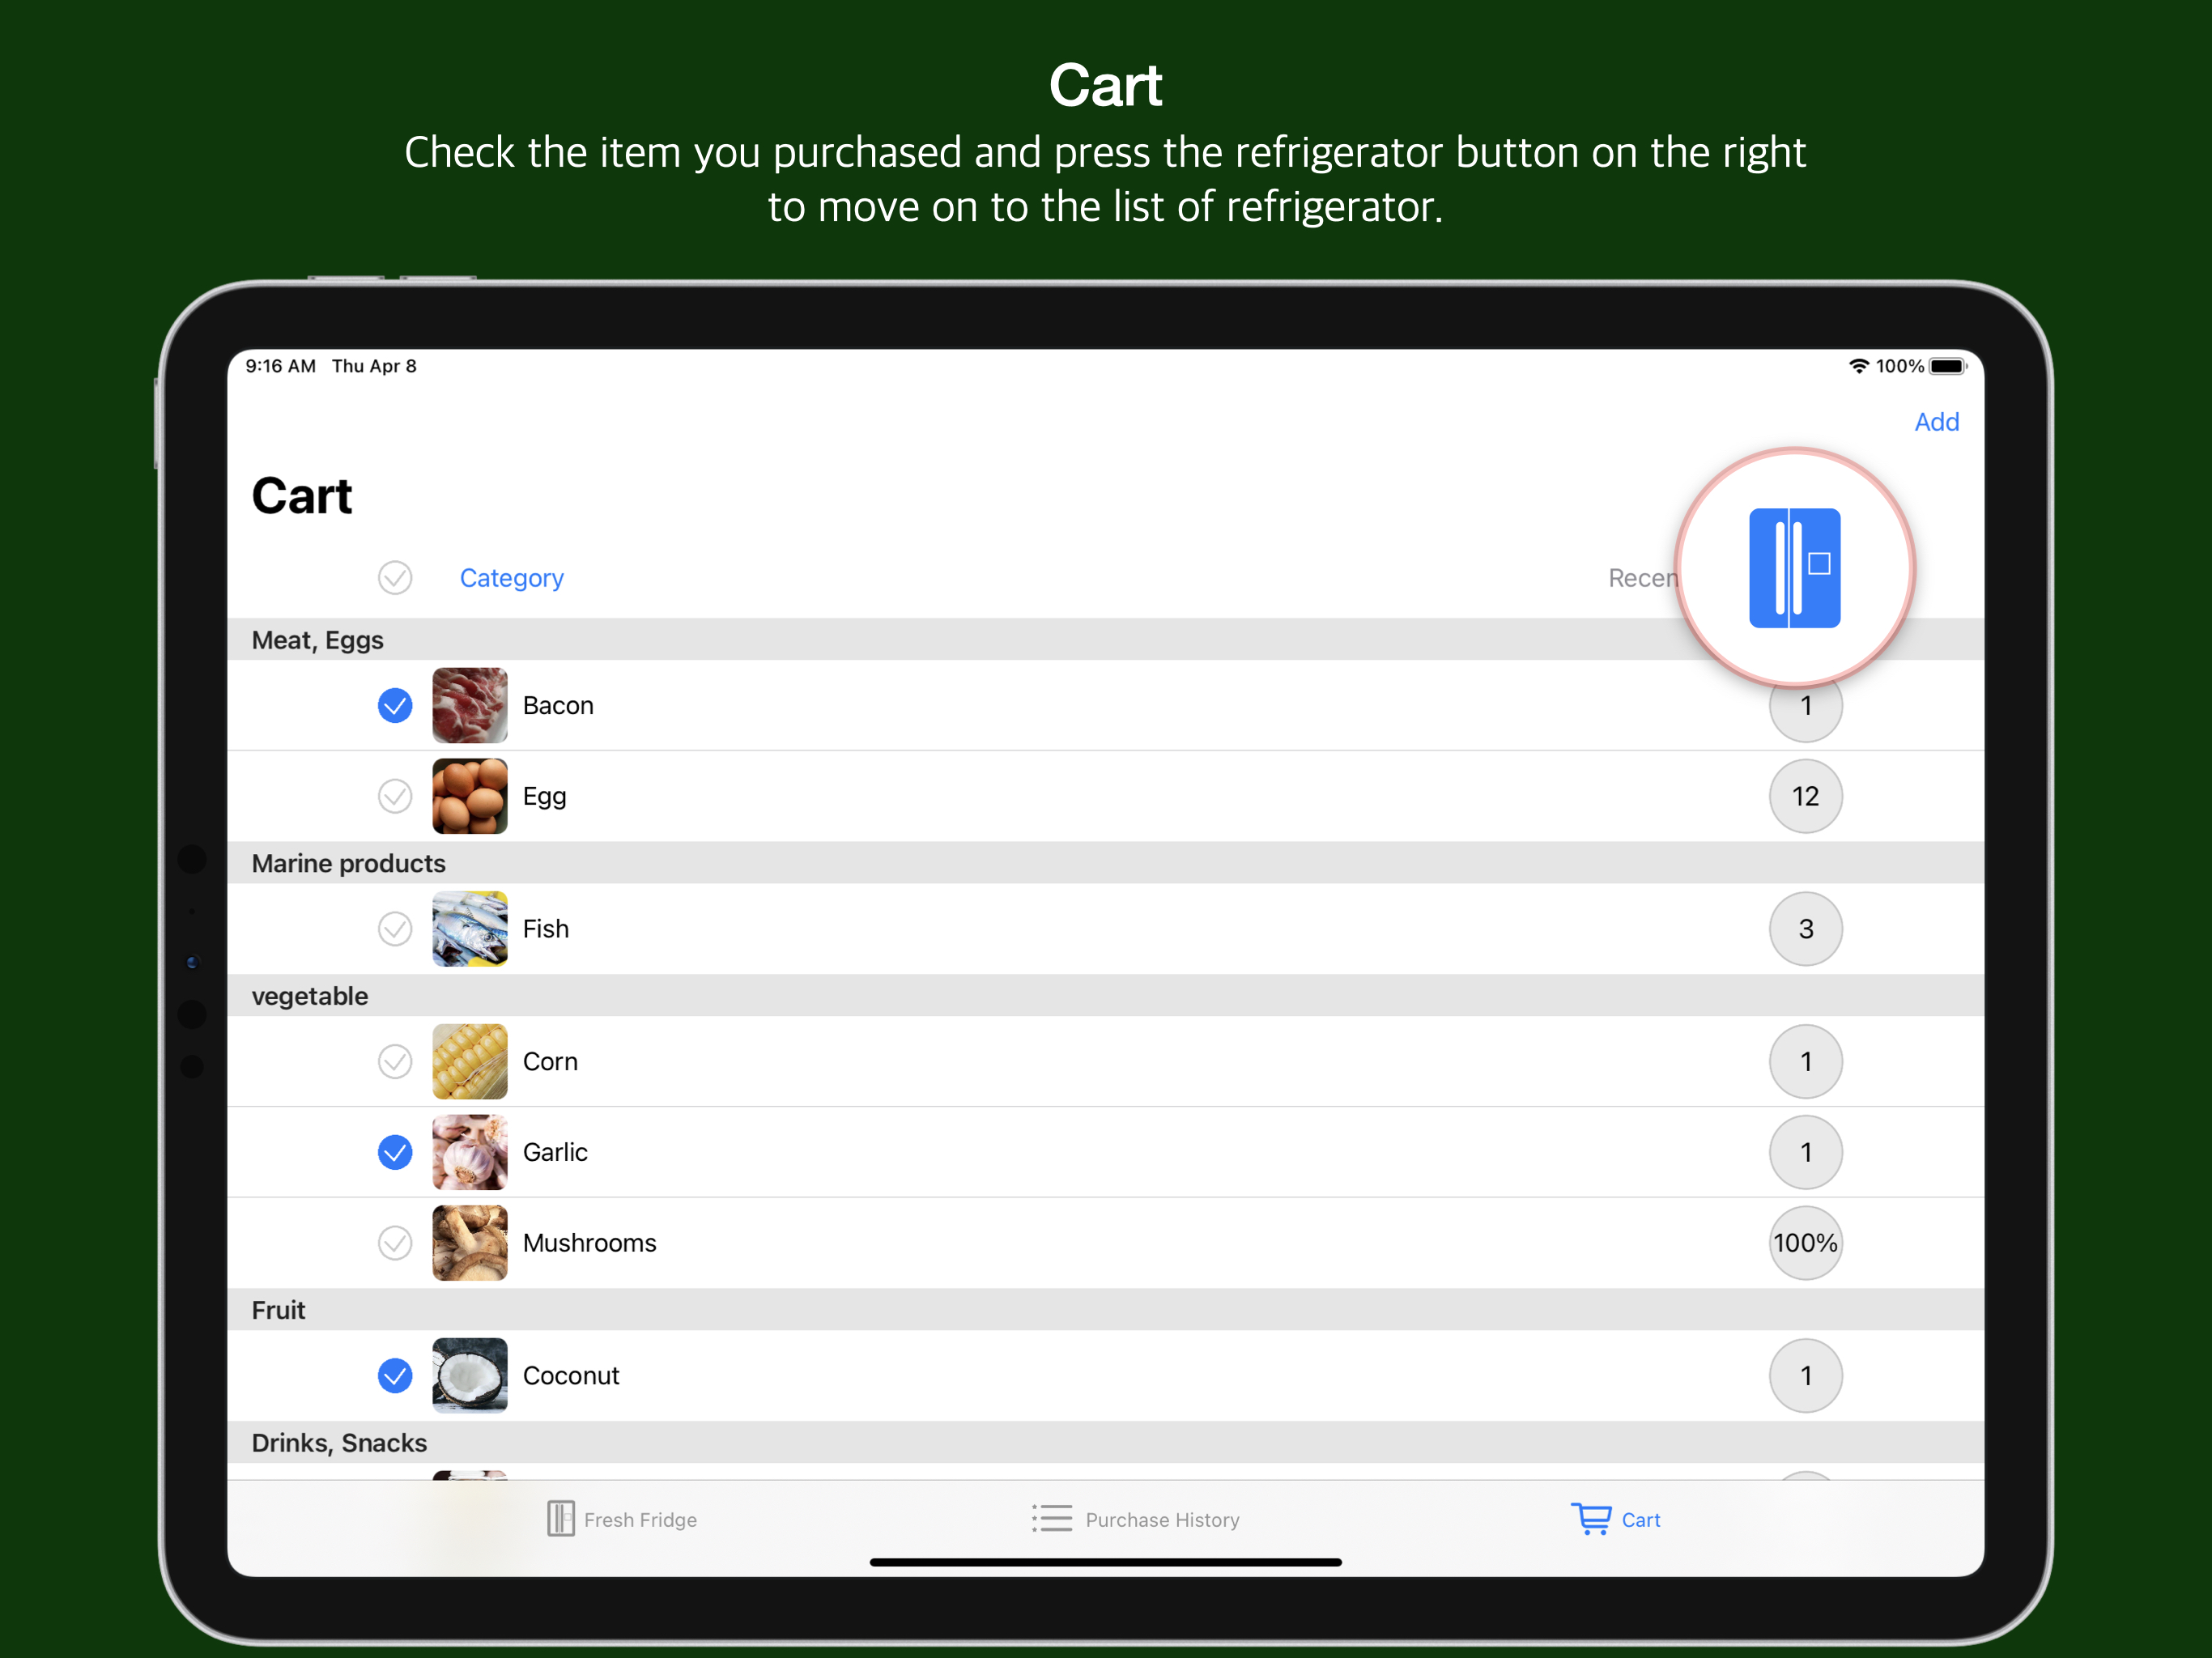 Cart
Check the item you purchased and press the refrigerator button on the right
to move on to the list of refrigerator.
9:16 AM Thu Apr 8
100%
Add
Cart
Category
Meat, Eggs
Bacon
1
Egg
12
Marine products
Fish
3
vegetable
Corn
1
Garlic
1
Mushrooms
100%
Fruit
Coconut
1
Drinks, Snacks
Fresh Fridge
Purchase History
Cart